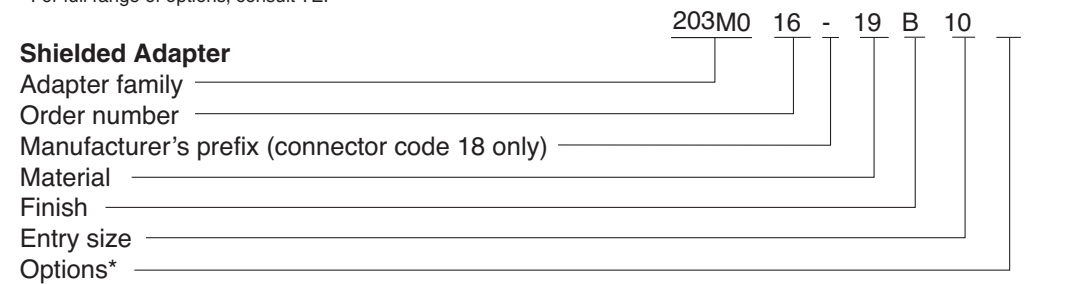 * For full range of options, consult TE.
203M0 16 - 19 B 10
Shielded Adapter
Adapter family
Order number
Manufacturer’s prefix (connector code 18 only)
Material
Finish
Entry size
Options*